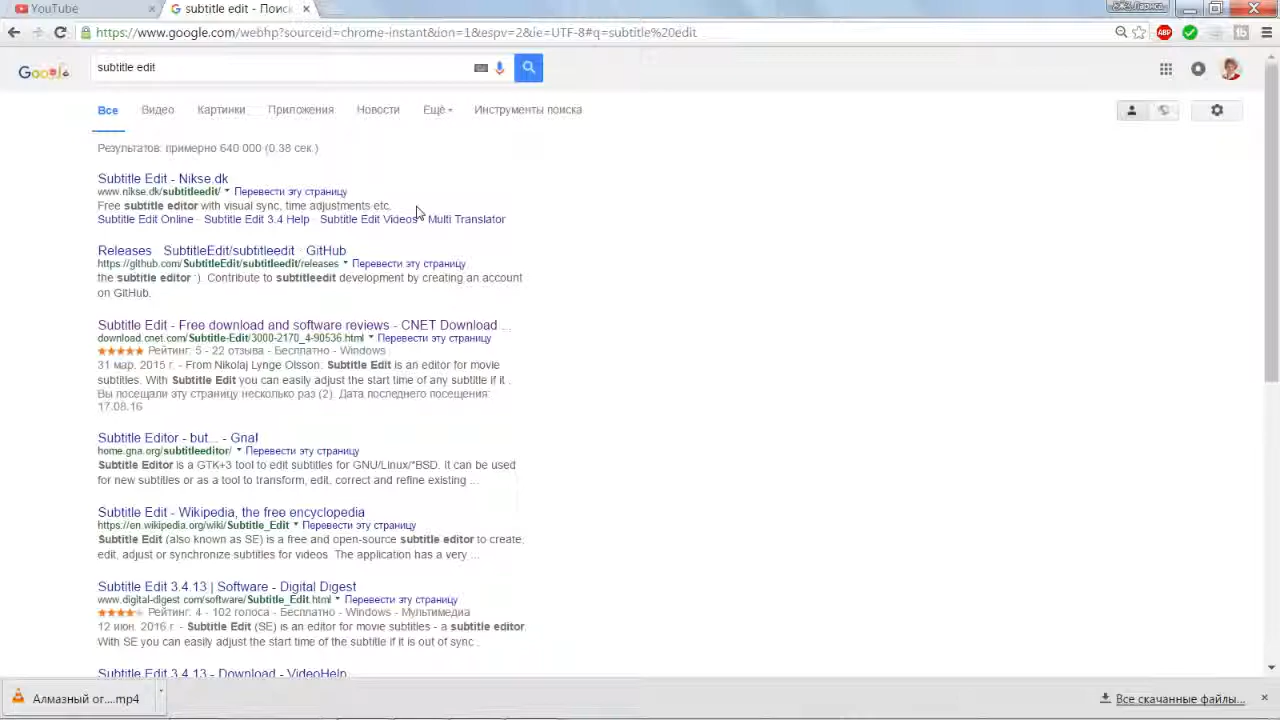 YouTube
subtitle edit - Поис
https://www.google.com/webhp?sourceid=chrome-instant&ion=1&espv=2&ie=UTF-8#q=subtitle%20edit
ABP
Google
subtitle edit
Все Видео Картинки Приложения Новости Ещё Инструменты поиска
Результатов: примерно 640 000 (0,38 сек.)
Subtitle Edit - Nikse.dk
www.nikse.dk/subtitleedit/ Перевести эту страницу
Free subtitle editor with visual sync, time adjustments etc.
Subtitle Edit Online · Subtitle Edit 3.4 Help · Subtitle Edit Videos · Multi Translator
Releases · SubtitleEdit/subtitleedit · GitHub
https://github.com/SubtitleEdit/subtitleedit/releases Перевести эту страницу
the subtitle editor :) Contribute to subtitleedit development by creating an account
on GitHub.
Subtitle Edit - Free download and software reviews - CNET Download ...
download.cnet.com/Subtitle-Edit/3000-2170_4-90536.html Перевести эту страницу
Рейтинг: 5 - 22 отзыва - Бесплатно - Windows
31 мар. 2015 г. - From Nikolaj Lynge Olsson. Subtitle Edit is an editor for movie
subtitles. With Subtitle Edit you can easily adjust the start time of any subtitle if it ...
Вы посещали эту страницу несколько раз (2). Дата последнего посещения:
17.08.16
Subtitle Editor - but... - Gna!
home.gna.org/subtitleeditor/ Перевести эту страницу
Subtitle Editor is a GTK+3 tool to edit subtitles for GNU/Linux/*BSD. It can be used
for new subtitles or as a tool to transform, edit, correct and refine existing ...
Subtitle Edit - Wikipedia, the free encyclopedia
https://en.wikipedia.org/wiki/Subtitle_Edit Перевести эту страницу
Subtitle Edit (also known as SE) is a free and open-source subtitle editor to create,
edit, adjust or synchronize subtitles for videos. The application has a very ...
Subtitle Edit 3.4.13 | Software - Digital Digest
www.digital-digest.com/software/Subtitle_Edit.html Перевести эту страницу
Рейтинг: 4 - 102 голоса - Бесплатно - Windows - Мультимедиа
12 июн. 2016 г. - Subtitle Edit (SE) is an editor for movie subtitles - a subtitle editor.
With SE you can easily adjust the start time of the subtitle if it is out of sync ...
Subtitle Edit 3.4.13 - Download - VideoHelp
Алмазный ог....mp4
Все скачанные файлы...